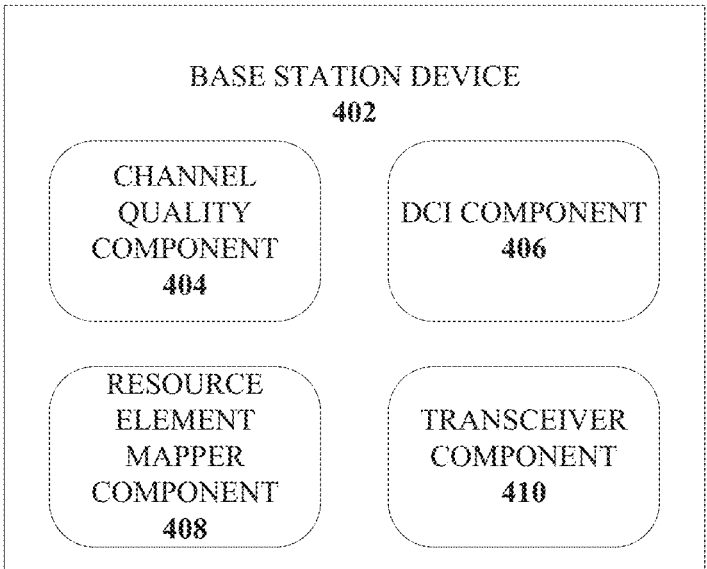 BASE STATION DEVICE
402
CHANNEL
QUALITY
COMPONENT
404
DCI COMPONENT
406
RESOURCE
ELEMENT
MAPPER
COMPONENT
408
TRANSCEIVER
COMPONENT
410